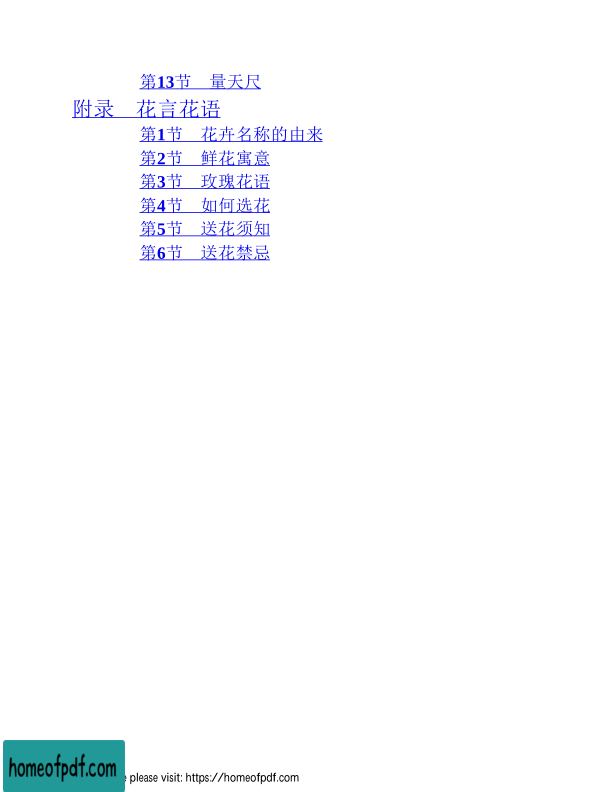 第13节　量天尺
附录　花言花语
第1节　花卉名称的由来
第2节　鲜花寓意
第3节　玫瑰花语
第4节　如何选花
第5节　送花须知
第6节　送花禁忌
homeofpdf.com
please visit: https://homeofpdf.com